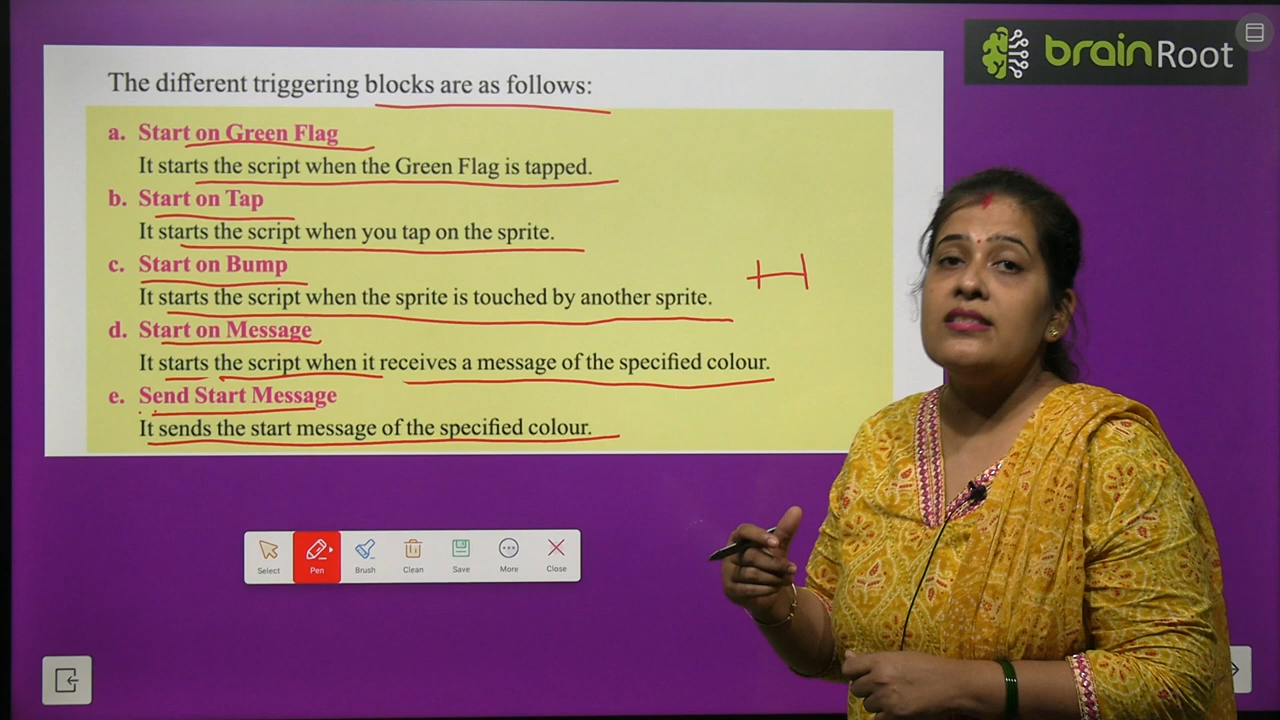 brainRoot
The different triggering blocks are as follows:
a. Start on Green Flag
It starts the script when the Green Flag is tapped.
b. Start on Tap
It starts the script when you tap on the sprite.
c. Start on Bump
It starts the script when the sprite is touched by another sprite.
d. Start on Message
It starts the script when it receives a message of the specified colour.
e. Send Start Message
It sends the start message of the specified colour.
Select Pen Brush Clean Save More Close